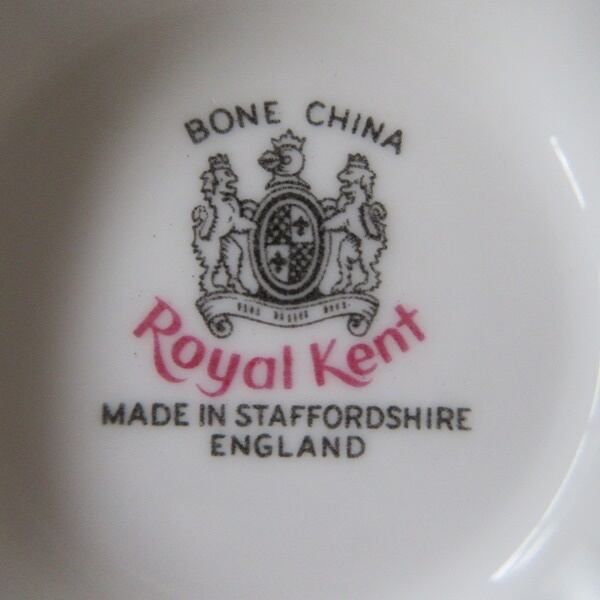 BONE CHINA
Royal Kent
MADE IN STAFFORDSHIRE
ENGLAND